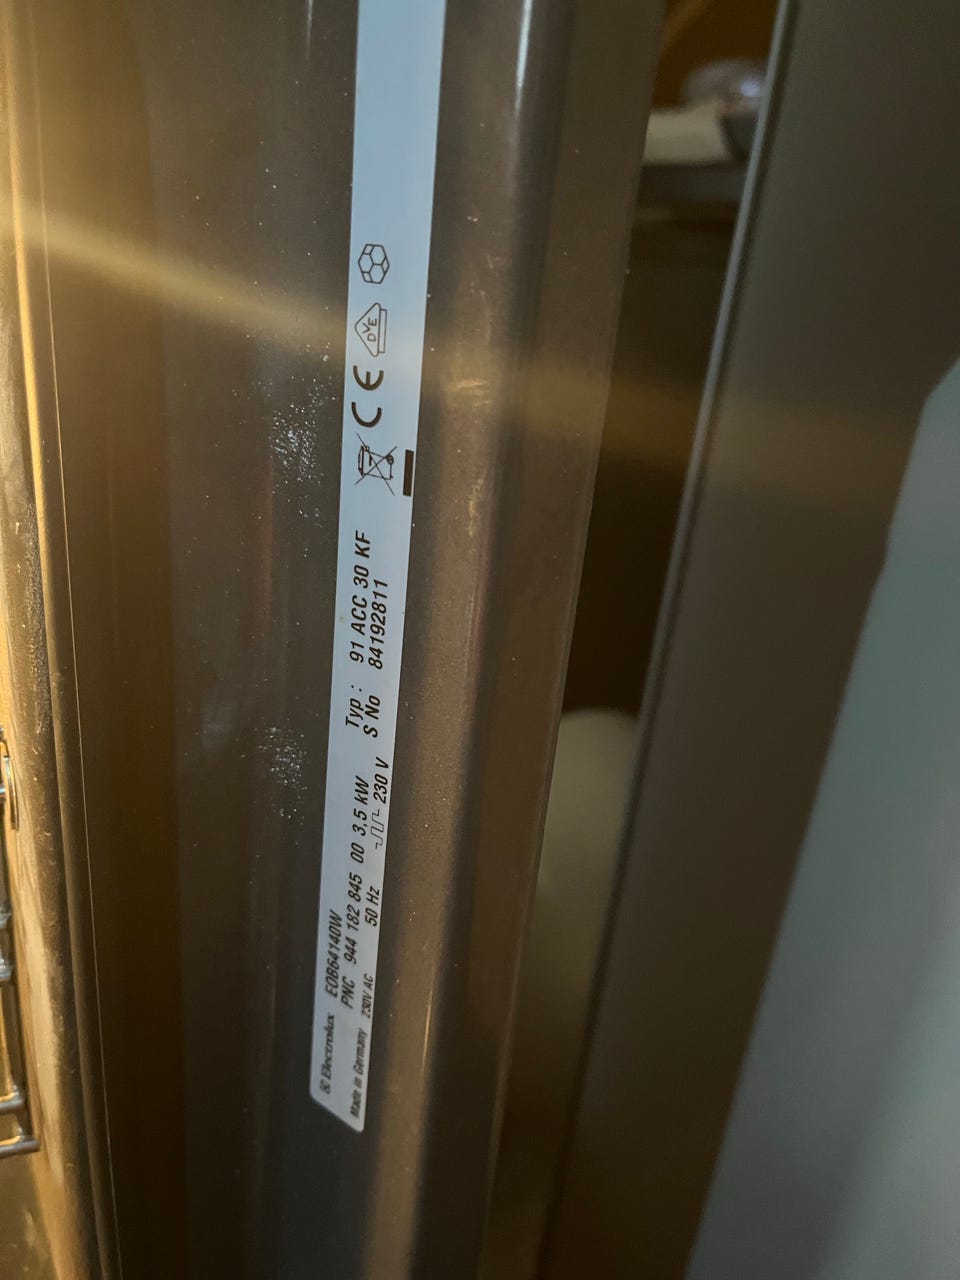 Electrolux EOB64140W
PNC 944 182 845 00 3,5 kW Typ : 91 ACC 30 KF
Made in Germany 230V AC 50 Hz 230 V S No 84192811
CE
DVE